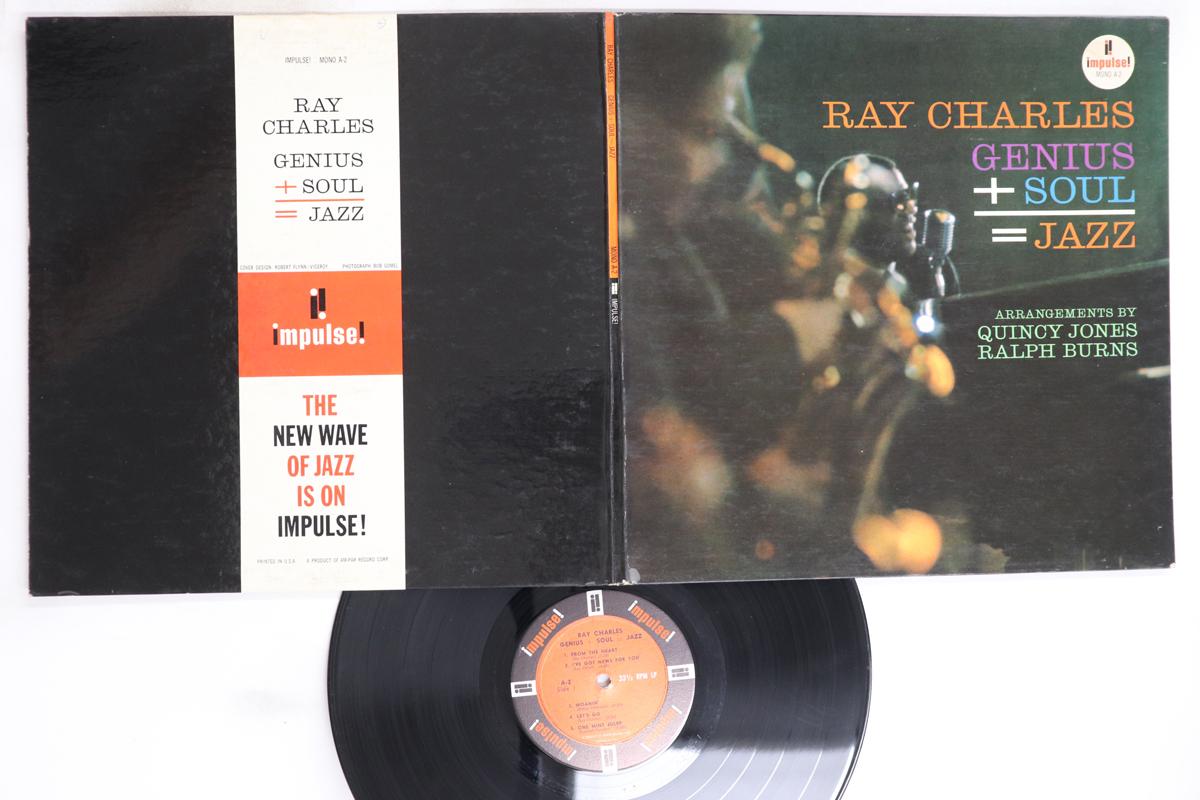 IMPULSE! MONO A-2
RAY
CHARLES
GENIUS
+ SOUL
= JAZZ
COVER DESIGN: ROBERT FLYNN/VICEROY PHOTOGRAPH: BOB GOMEL
impulse!
THE
NEW WAVE
OF JAZZ
IS ON
IMPULSE!
PRINTED IN U.S.A. A PRODUCT OF AM-PAR RECORD CORP.
RAY CHARLES GENIUS + SOUL = JAZZ MONO A-2 IMPULSE!
impulse!
MONO A-2
RAY CHARLES
GENIUS
+ SOUL
= JAZZ
ARRANGEMENTS BY
QUINCY JONES
RALPH BURNS
impulse!
impulse!
RAY CHARLES
GENIUS + SOUL = JAZZ
1. FROM THE HEART
2. I'VE GOT NEWS FOR YOU
A-2
Side 1
33⅓ RPM LP
3. MOANIN'
4. LET'S GO
5. ONE MINT JULEP
impulse!
impulse!